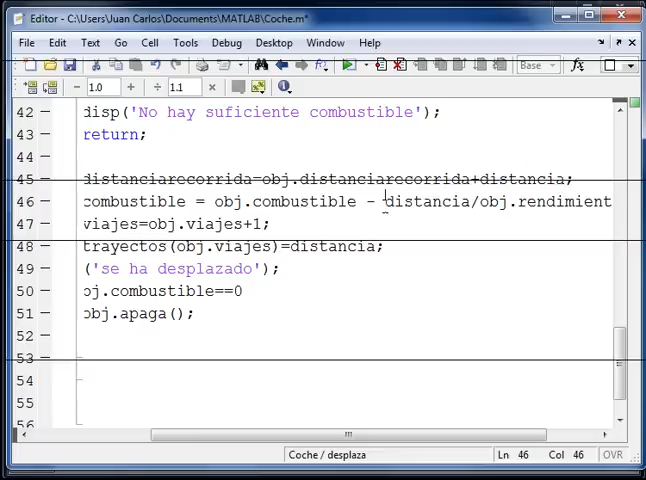 Editor - C:\Users\Juan Carlos\Documents\MATLAB\Coche.m*
File Edit Text Go Cell Tools Debug Desktop Window Help
Base
fx
- 1.0 + ÷ 1.1 ×
42 disp('No hay suficiente combustible');
43 return;
44
45 distanciarecorrida=obj.distanciarecorrida+distancia;
46 combustible = obj.combustible - distancia/obj.rendimient
47 viajes=obj.viajes+1;
48 trayectos(obj.viajes)=distancia;
49 ('se ha desplazado');
50 obj.combustible==0
51 obj.apaga();
52
53
54
55
56
Coche / desplaza Ln 46 Col 46 OVR